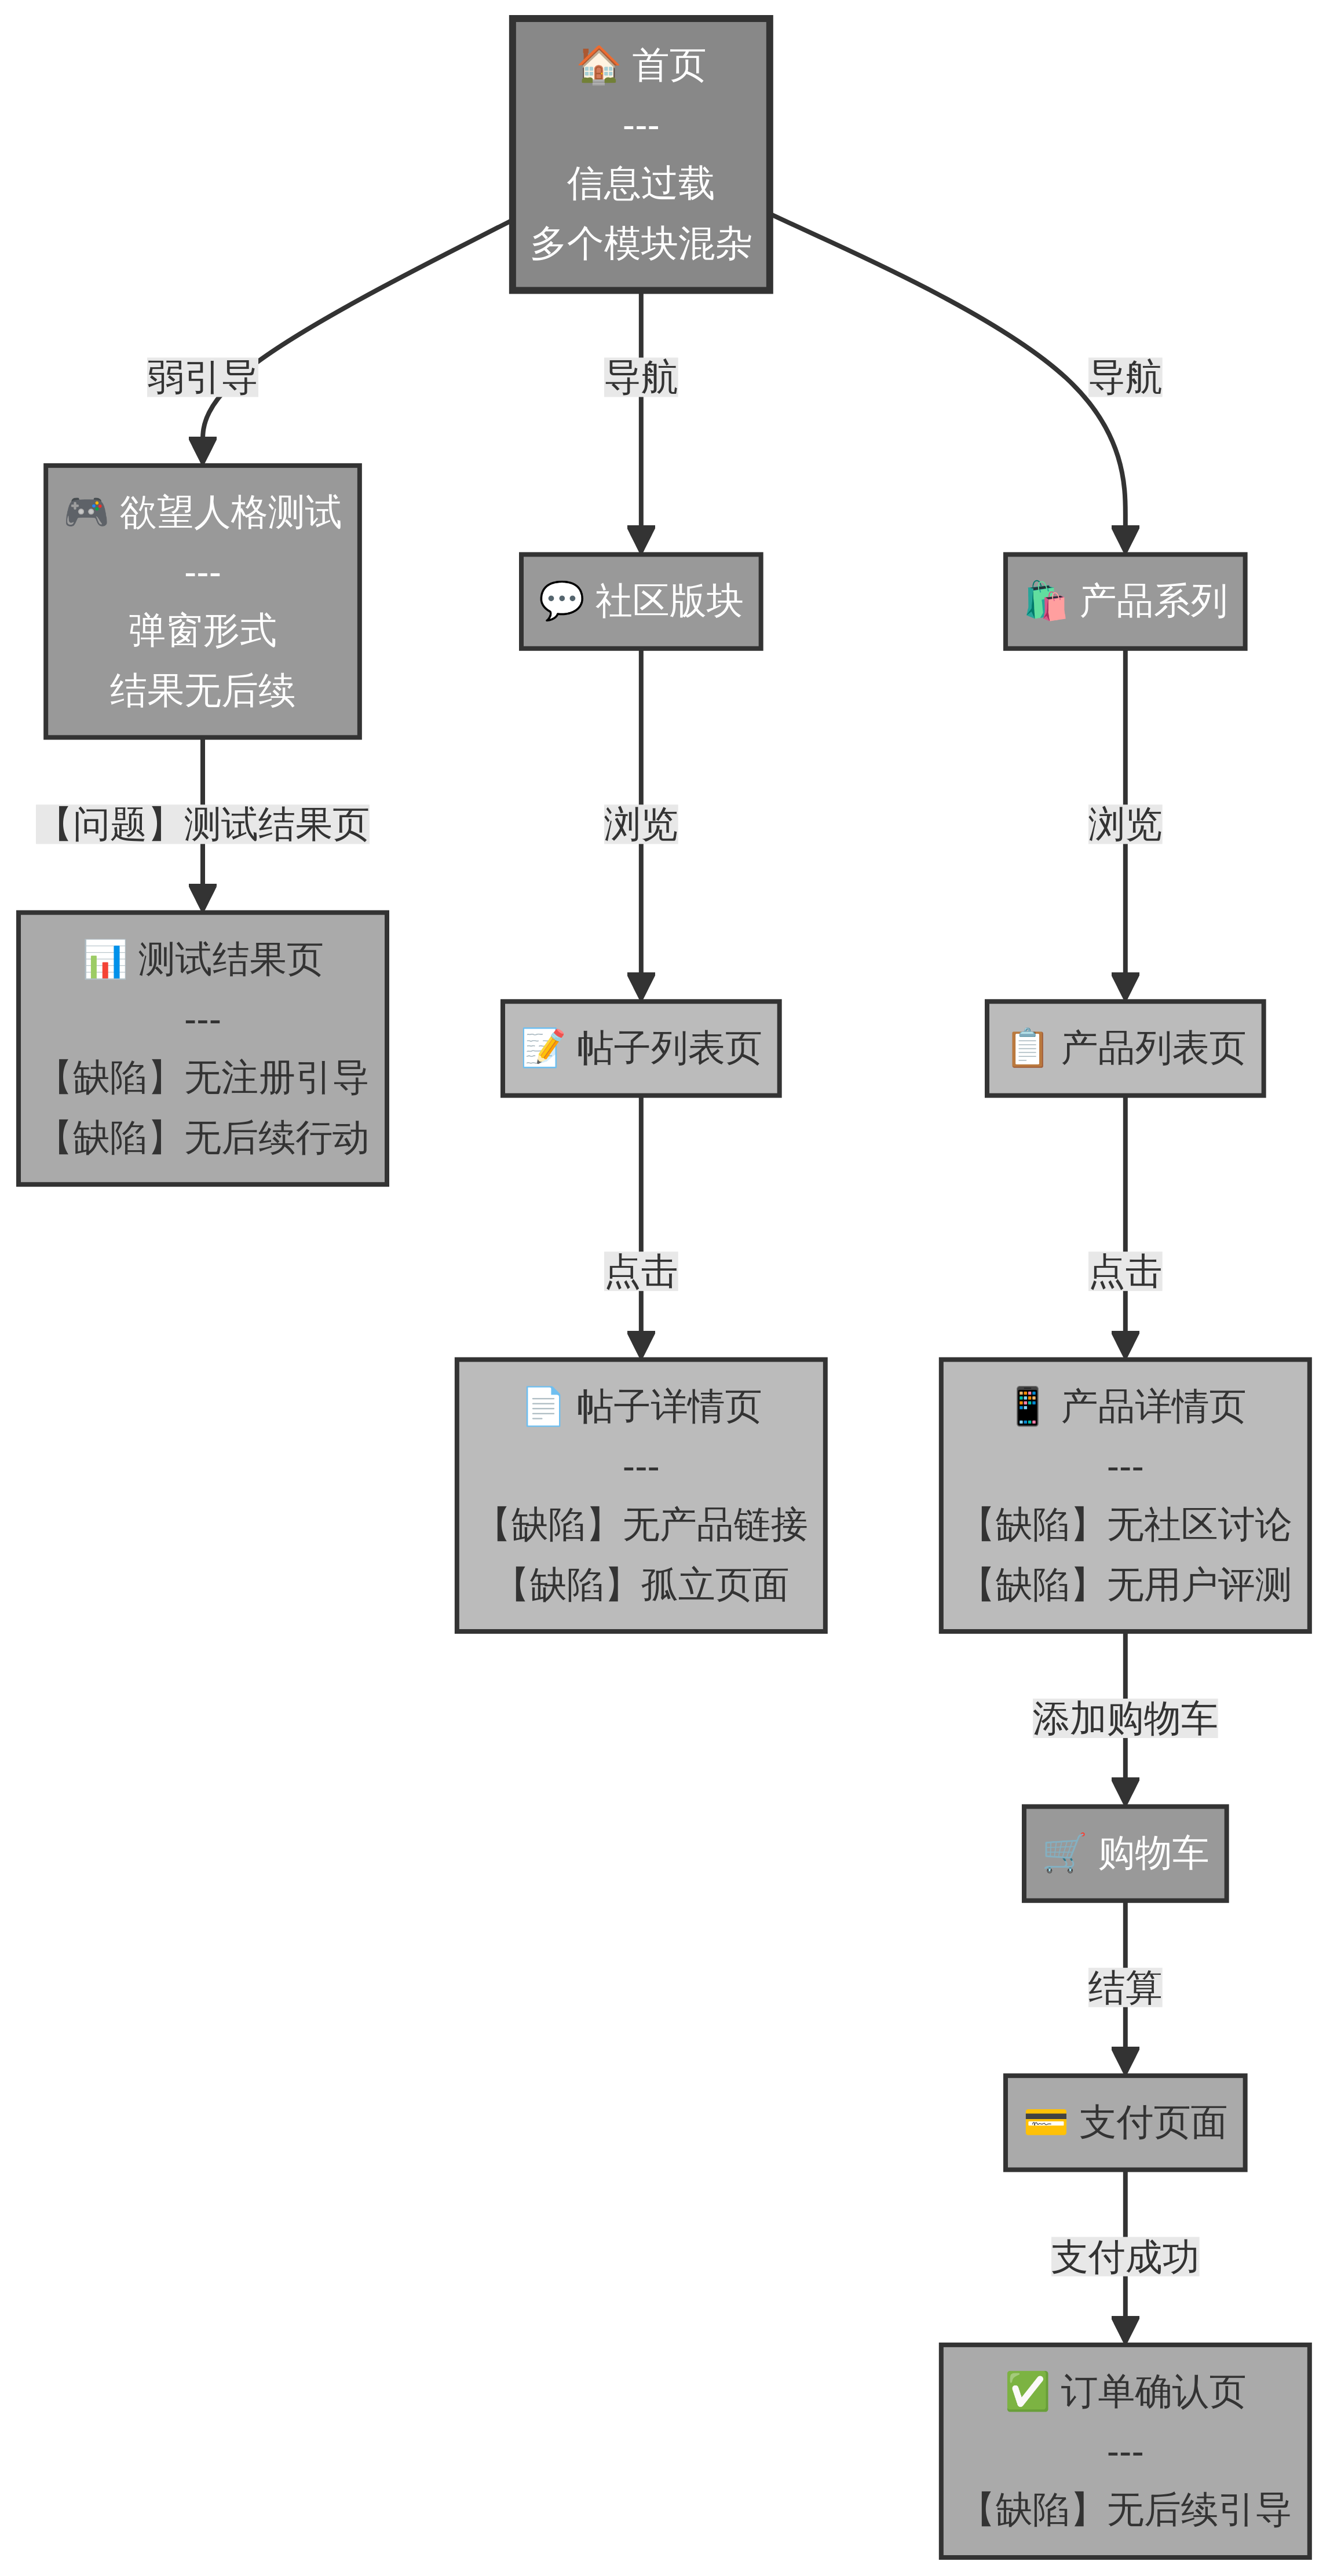 🏠 首页
---
信息过载
多个模块混杂
弱引导
导航
导航
🎮 欲望人格测试
---
弹窗形式
结果无后续
💬 社区版块
🛍️ 产品系列
【问题】测试结果页
浏览
浏览
📊 测试结果页
---
【缺陷】无注册引导
【缺陷】无后续行动
📝 帖子列表页
📋 产品列表页
点击
点击
📄 帖子详情页
---
【缺陷】无产品链接
【缺陷】孤立页面
📱 产品详情页
---
【缺陷】无社区讨论
【缺陷】无用户评测
添加购物车
🛒 购物车
结算
💳 支付页面
支付成功
✅ 订单确认页
---
【缺陷】无后续引导